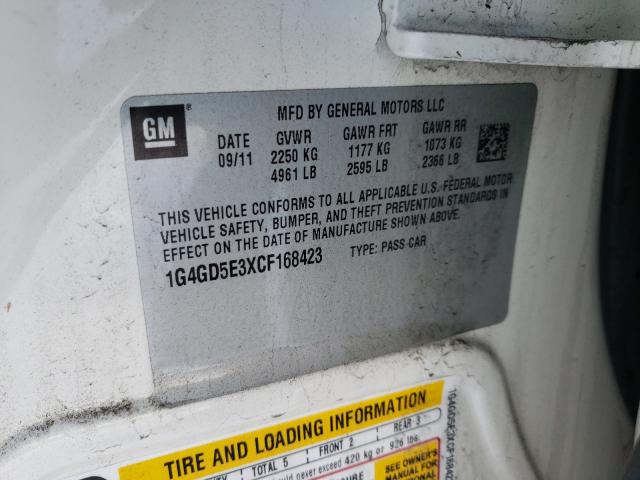 MFD BY GENERAL MOTORS LLC
GM ®
DATE GVWR GAWR FRT GAWR RR
09/11 2250 KG 1177 KG 1073 KG
4961 LB 2595 LB 2366 LB
THIS VEHICLE CONFORMS TO ALL APPLICABLE U.S. FEDERAL MOTOR
VEHICLE SAFETY, BUMPER, AND THEFT PREVENTION STANDARDS IN
EFFECT ON THE DATE OF MANUFACTURE SHOWN ABOVE.
1G4GD5E3XCF168423 TYPE: PASS-CAR
TIRE AND LOADING INFORMATION
TOTAL 5 FRONT 2 REAR 3
never exceed 420 kg or 926 lbs.
SEE OWNER'S
MANUAL FOR